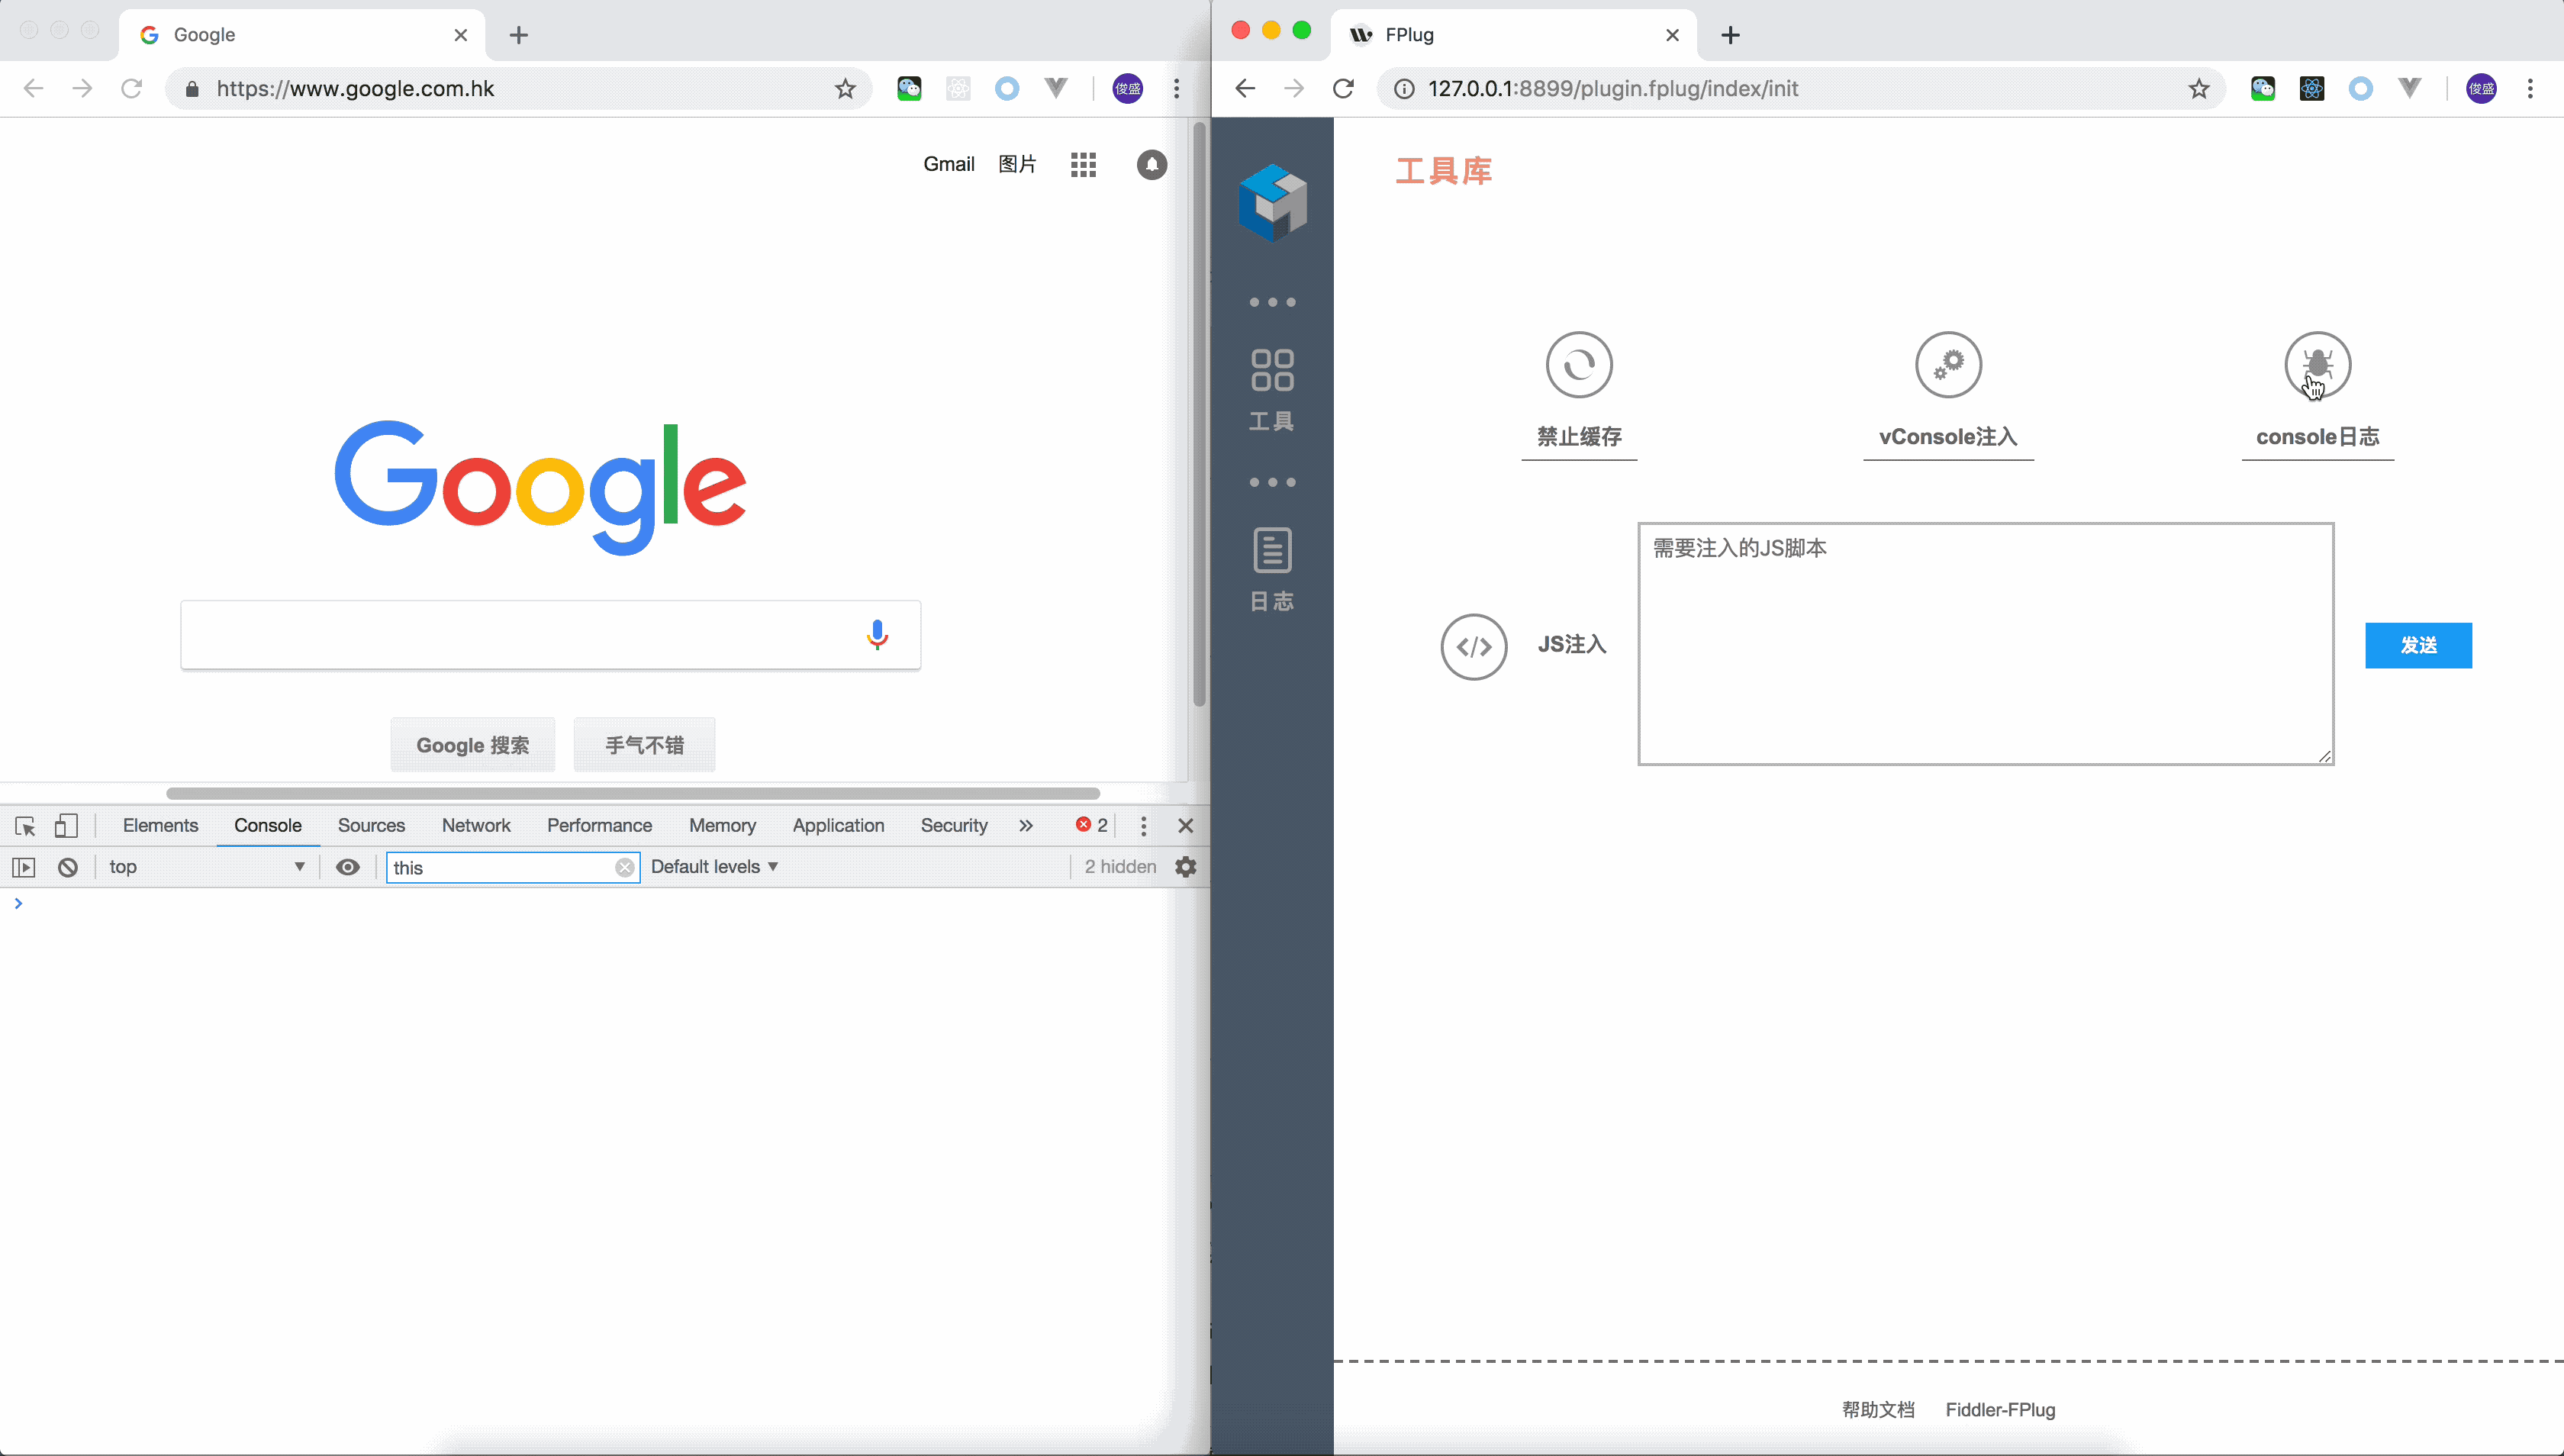 Google
https://www.google.com.hk
俊盛
Gmail 图片
Google
Google 搜索 手气不错
Elements Console Sources Network Performance Memory Application Security 2
top this Default levels 2 hidden
FPlug
127.0.0.1:8899/plugin.fplug/index/init
俊盛
工具库
工具
日志
禁止缓存 vConsole注入 console日志
需要注入的JS脚本
JS注入
发送
帮助文档 Fiddler-FPlug